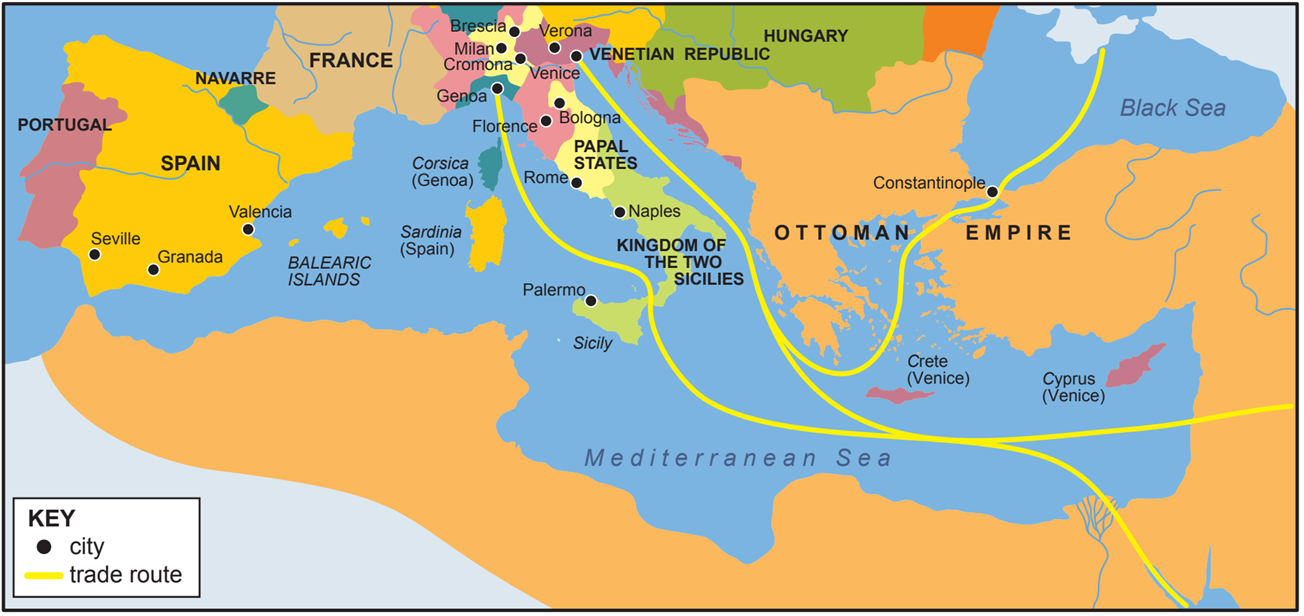 Brescia
Verona
Milan
Cromona
VENETIAN REPUBLIC
Venice
HUNGARY
FRANCE
NAVARRE
Genoa
Florence
Bologna
Black Sea
PORTUGAL
SPAIN
Corsica
(Genoa)
PAPAL
STATES
Rome
Constantinople
Valencia
Naples
Seville
Granada
Sardinia
(Spain)
OTTOMAN EMPIRE
BALEARIC
ISLANDS
KINGDOM OF
THE TWO
SICILIES
Palermo
Sicily
Crete
(Venice)
Cyprus
(Venice)
Mediterranean Sea
KEY
city
trade route